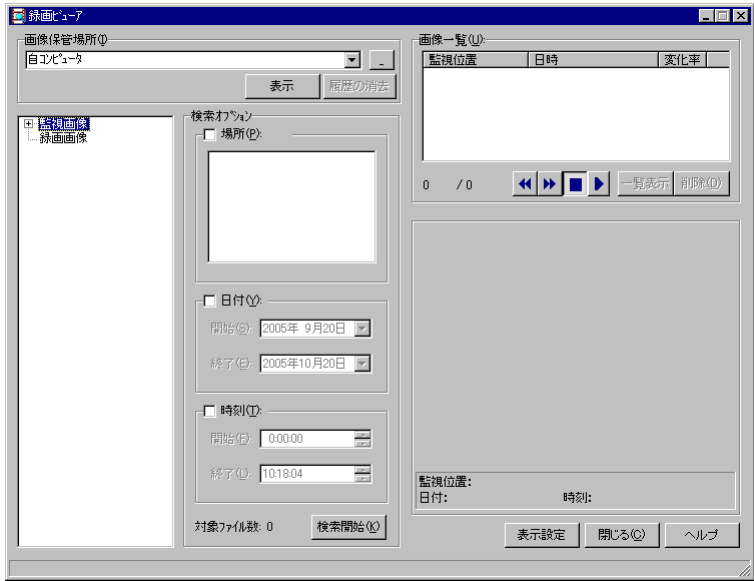 録画ビューア
画像保管場所(I)
自コンピュータ
表示 履歴の消去
監視画像
録画画像
検索オプション
場所(P):
日付(Y):
開始(S): 2005年 9月20日
終了(E): 2005年10月20日
時刻(T):
開始(F): 0:00:00
終了(L): 10:18:04
対象ファイル数: 0 検索開始(K)
画像一覧(U):
監視位置 日時 変化率
0 / 0 一覧表示 削除(D)
監視位置:
日付: 時刻:
表示設定 閉じる(C) ヘルプ